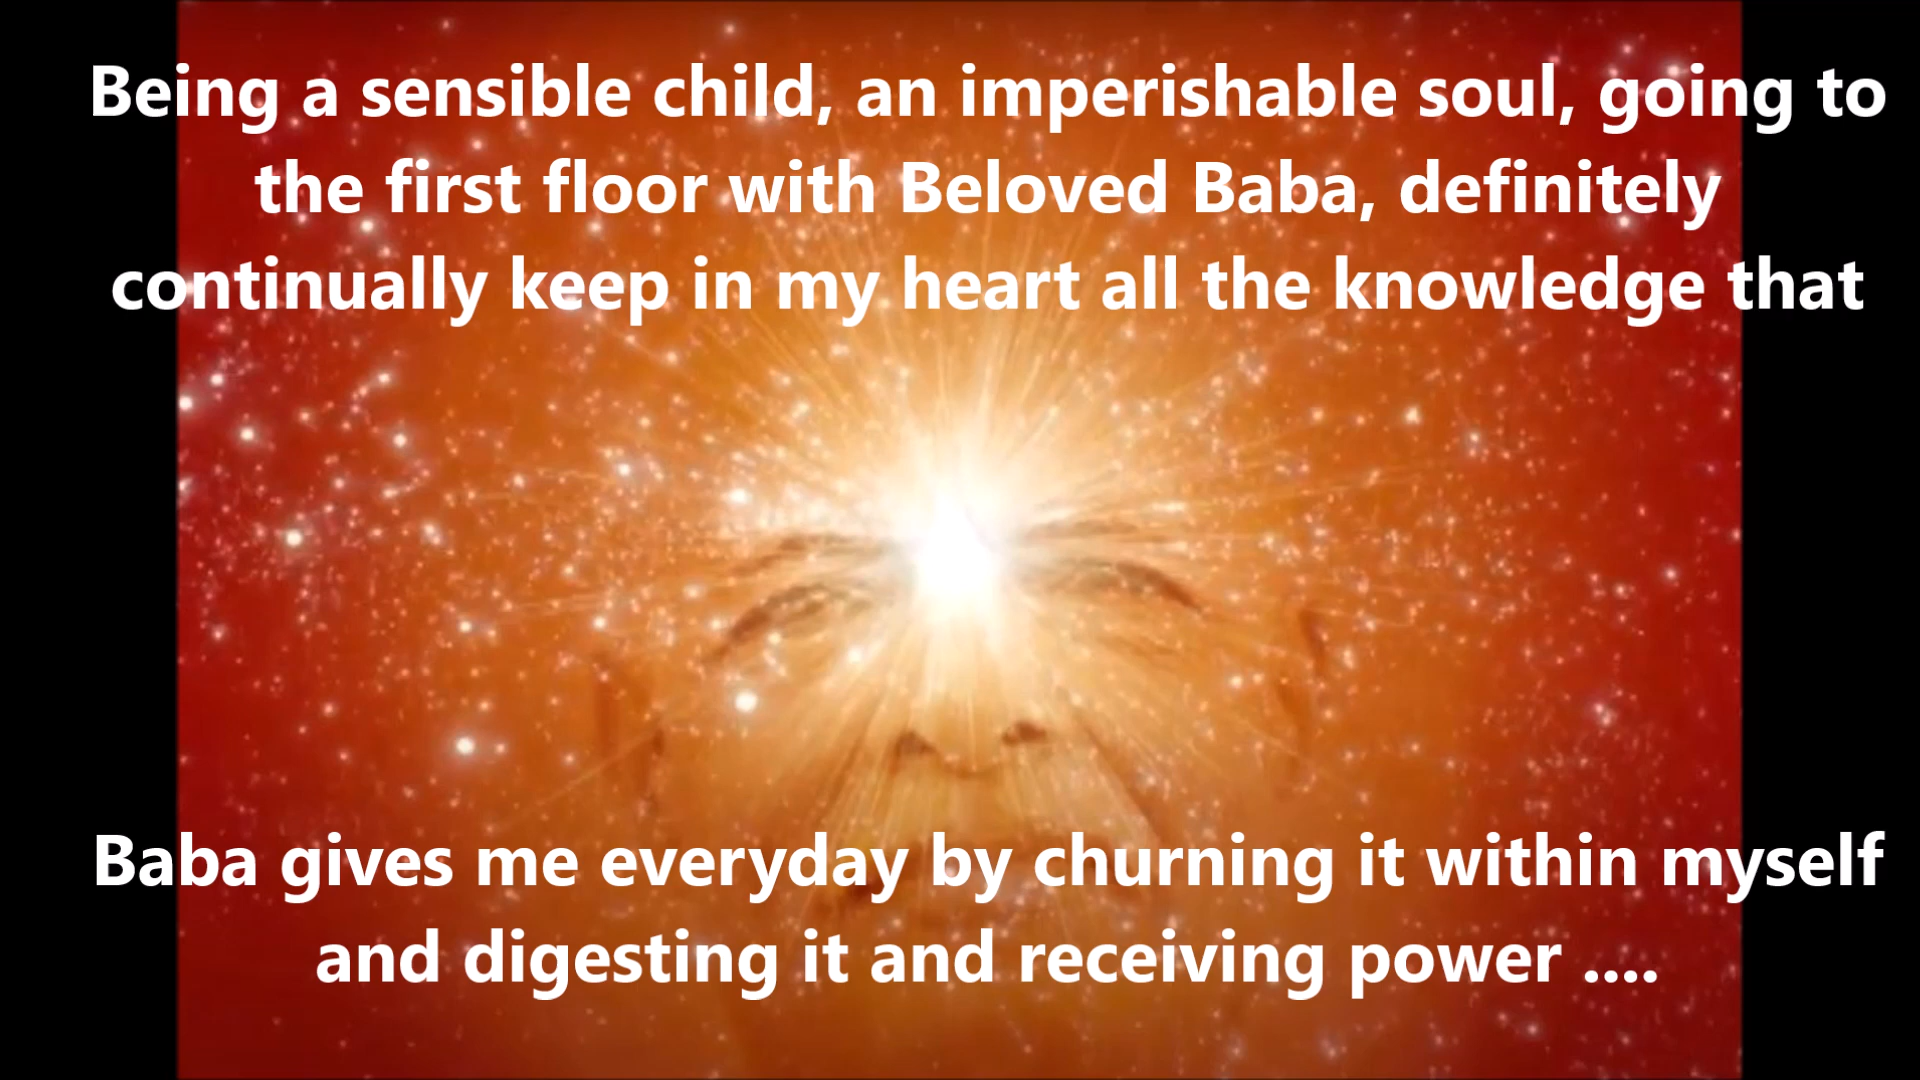 Being a sensible child, an imperishable soul, going to
the first floor with Beloved Baba, definitely
continually keep in my heart all the knowledge that
Baba gives me everyday by churning it within myself
and digesting it and receiving power ....